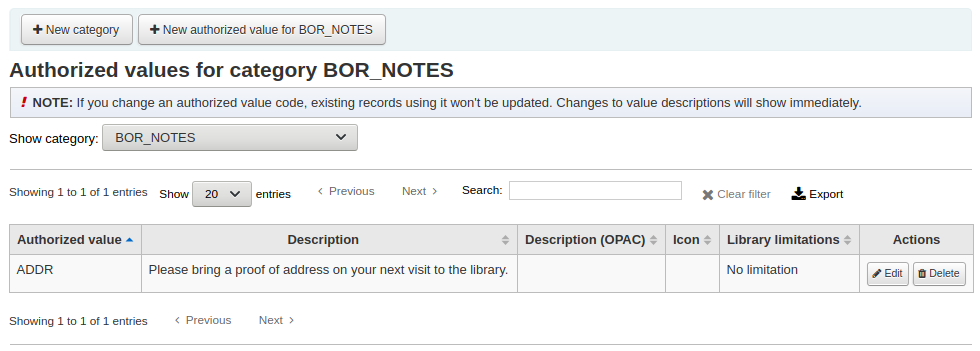 New category New authorized value for BOR_NOTES
Authorized values for category BOR_NOTES
! NOTE: If you change an authorized value code, existing records using it won't be updated. Changes to value descriptions will show immediately.
Show category: BOR_NOTES
Showing 1 to 1 of 1 entries Show 20 entries Previous Next Search: Clear filter Export
Authorized value Description Description (OPAC) Icon Library limitations Actions
ADDR Please bring a proof of address on your next visit to the library. No limitation Edit Delete
Showing 1 to 1 of 1 entries Previous Next